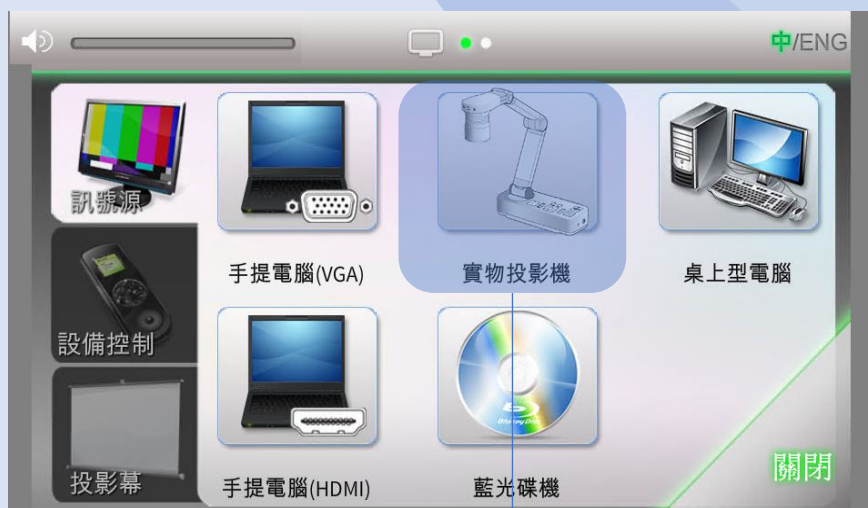 中/ENG
訊號源
手提電腦(VGA)
實物投影機
桌上型電腦
設備控制
手提電腦(HDMI)
藍光碟機
投影幕
關閉